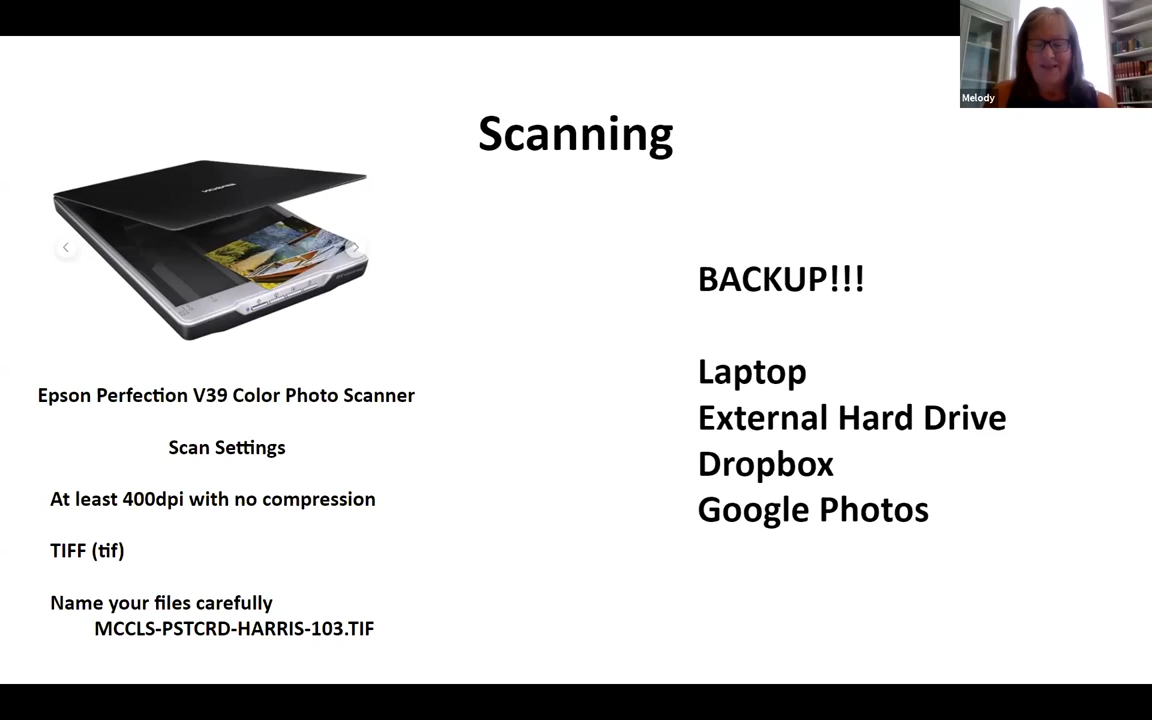 Melody
Scanning
Epson Perfection V39 Color Photo Scanner
Scan Settings
At least 400dpi with no compression
TIFF (tif)
Name your files carefully
MCCLS-PSTCRD-HARRIS-103.TIF
BACKUP!!!
Laptop
External Hard Drive
Dropbox
Google Photos